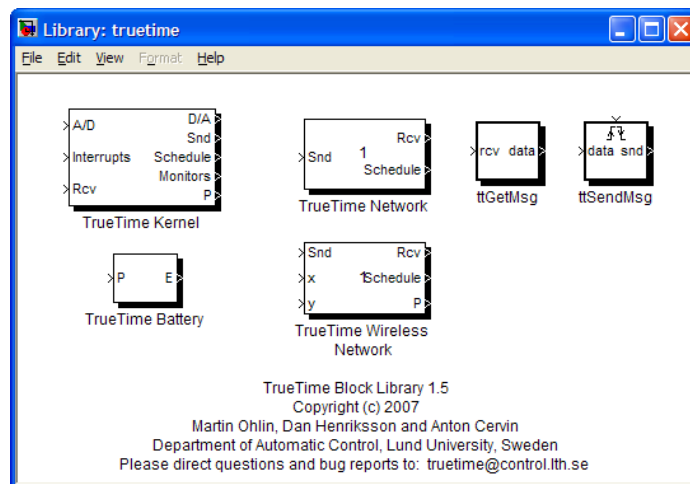 Library: truetime
File Edit View Format Help
A/D
Interrupts
Rcv
D/A
Snd
Schedule
Monitors
P
TrueTime Kernel
Snd
1
Rcv
Schedule
TrueTime Network
rcv data
ttGetMsg
data snd
ttSendMsg
P E
TrueTime Battery
Snd
x
y
1
Rcv
Schedule
P
TrueTime Wireless
Network
TrueTime Block Library 1.5
Copyright (c) 2007
Martin Ohlin, Dan Henriksson and Anton Cervin
Department of Automatic Control, Lund University, Sweden
Please direct questions and bug reports to: truetime@control.lth.se